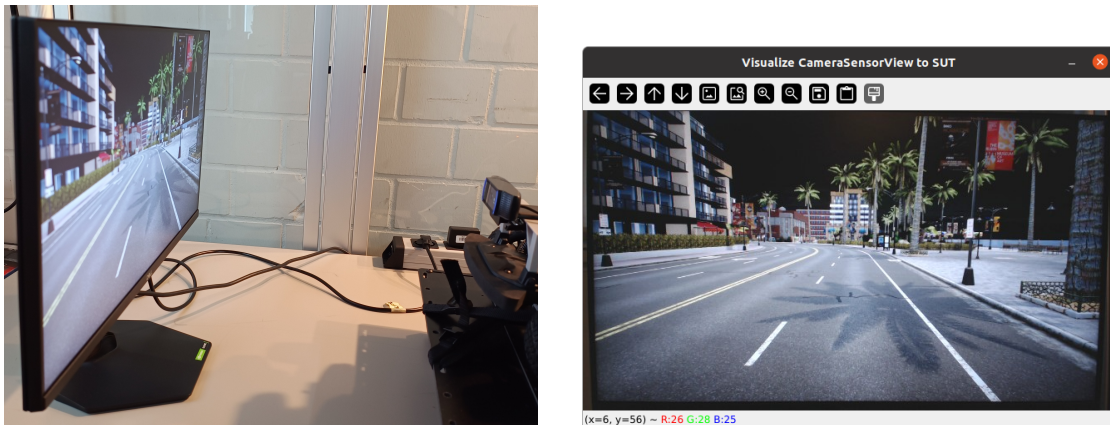 Visualize CameraSensorView to SUT
(x=6, y=56) ~ R:26 G:28 B:25